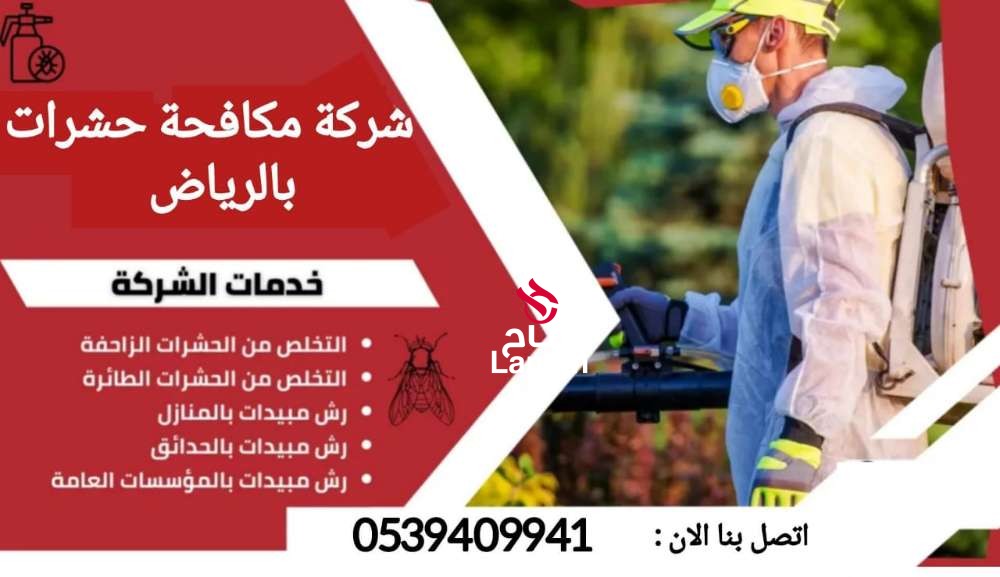 شركة مكافحة حشرات
بالرياض
خدمات الشركة
• التخلص من الحشرات الزاحفة
• التخلص من الحشرات الطائرة
• رش مبيدات بالمنازل
• رش مبيدات بالحدائق
• رش مبيدات بالمؤسسات العامة
اتصل بنا الان : 0539409941